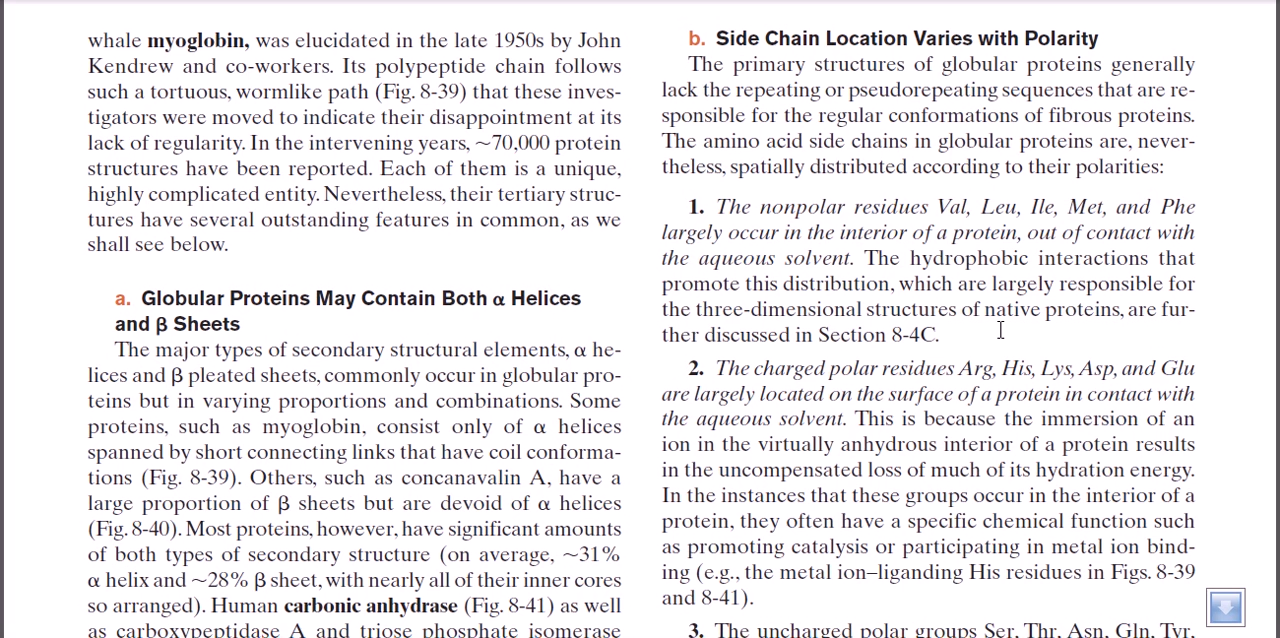 whale myoglobin, was elucidated in the late 1950s by John
Kendrew and co-workers. Its polypeptide chain follows
such a tortuous, wormlike path (Fig. 8-39) that these inves-
tigators were moved to indicate their disappointment at its
lack of regularity. In the intervening years, ~70,000 protein
structures have been reported. Each of them is a unique,
highly complicated entity. Nevertheless, their tertiary struc-
tures have several outstanding features in common, as we
shall see below.
a. Globular Proteins May Contain Both α Helices
and β Sheets
The major types of secondary structural elements, α he-
lices and β pleated sheets, commonly occur in globular pro-
teins but in varying proportions and combinations. Some
proteins, such as myoglobin, consist only of α helices
spanned by short connecting links that have coil conforma-
tions (Fig. 8-39). Others, such as concanavalin A, have a
large proportion of β sheets but are devoid of α helices
(Fig. 8-40). Most proteins, however, have significant amounts
of both types of secondary structure (on average, ~31%
α helix and ~28% β sheet, with nearly all of their inner cores
so arranged). Human carbonic anhydrase (Fig. 8-41) as well
as carboxypeptidase A and triose phosphate isomerase
b. Side Chain Location Varies with Polarity
The primary structures of globular proteins generally
lack the repeating or pseudorepeating sequences that are re-
sponsible for the regular conformations of fibrous proteins.
The amino acid side chains in globular proteins are, never-
theless, spatially distributed according to their polarities:
1. The nonpolar residues Val, Leu, Ile, Met, and Phe
largely occur in the interior of a protein, out of contact with
the aqueous solvent. The hydrophobic interactions that
promote this distribution, which are largely responsible for
the three-dimensional structures of native proteins, are fur-
ther discussed in Section 8-4C.
2. The charged polar residues Arg, His, Lys, Asp, and Glu
are largely located on the surface of a protein in contact with
the aqueous solvent. This is because the immersion of an
ion in the virtually anhydrous interior of a protein results
in the uncompensated loss of much of its hydration energy.
In the instances that these groups occur in the interior of a
protein, they often have a specific chemical function such
as promoting catalysis or participating in metal ion bind-
ing (e.g., the metal ion–liganding His residues in Figs. 8-39
and 8-41).
3. The uncharged polar groups Ser, Thr, Asn, Gln, Tyr,